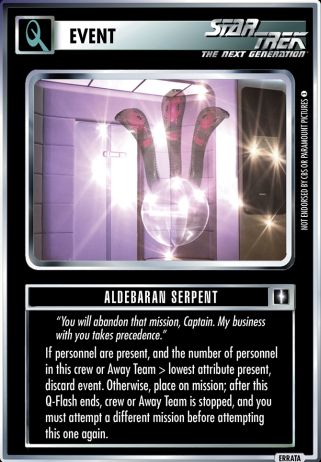 Q EVENT
STAR TREK
THE NEXT GENERATION
NOT ENDORSED BY CBS OR PARAMOUNT PICTURES
ALDEBARAN SERPENT
"You will abandon that mission, Captain. My business
with you takes precedence."
If personnel are present, and the number of personnel
in this crew or Away Team > lowest attribute present,
discard event. Otherwise, place on mission; after this
Q-Flash ends, crew or Away Team is stopped, and you
must attempt a different mission before attempting
this one again.
ERRATA